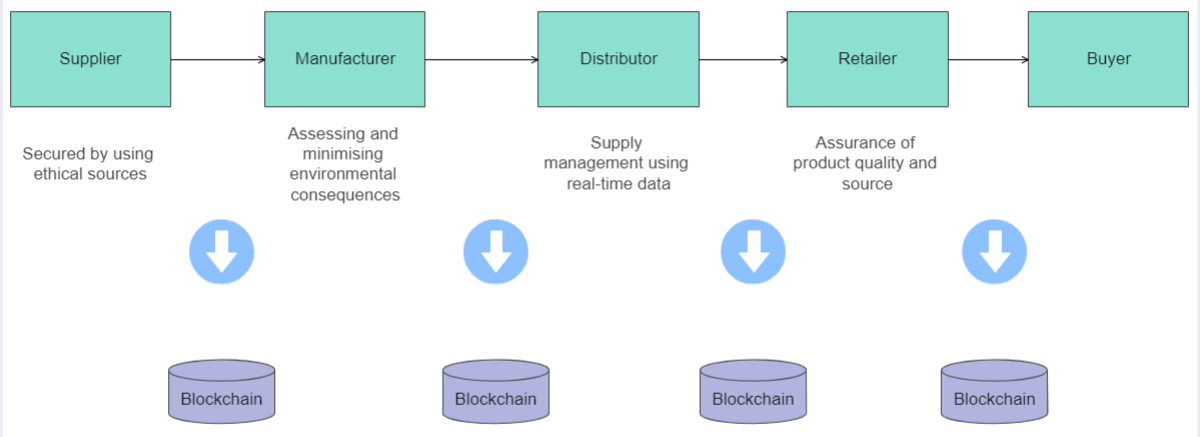 Supplier
Manufacturer
Distributor
Retailer
Buyer
Secured by using
ethical sources
Assessing and
minimising
environmental
consequences
Supply
management using
real-time data
Assurance of
product quality and
source
Blockchain
Blockchain
Blockchain
Blockchain